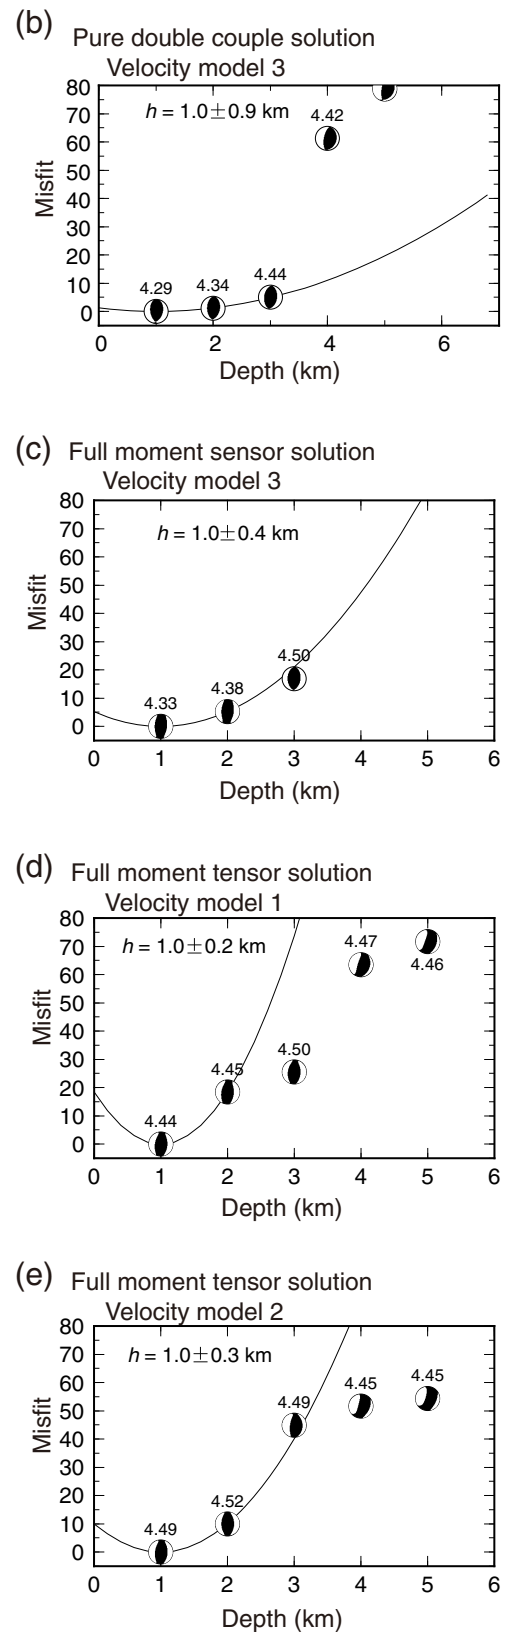 (b) Pure double couple solution
Velocity model 3
80
70
60
50
40
30
20
10
0
Misfit
h = 1.0±0.9 km
4.29
4.34
4.44
4.42
0 2 4 6
Depth (km)
(c) Full moment sensor solution
Velocity model 3
80
70
60
50
40
30
20
10
0
Misfit
h = 1.0±0.4 km
4.33
4.38
4.50
0 1 2 3 4 5 6
Depth (km)
(d) Full moment tensor solution
Velocity model 1
80
70
60
50
40
30
20
10
0
Misfit
h = 1.0±0.2 km
4.44
4.45
4.50
4.47
4.46
0 1 2 3 4 5 6
Depth (km)
(e) Full moment tensor solution
Velocity model 2
80
70
60
50
40
30
20
10
0
Misfit
h = 1.0±0.3 km
4.49
4.52
4.49
4.45
4.45
0 1 2 3 4 5 6
Depth (km)